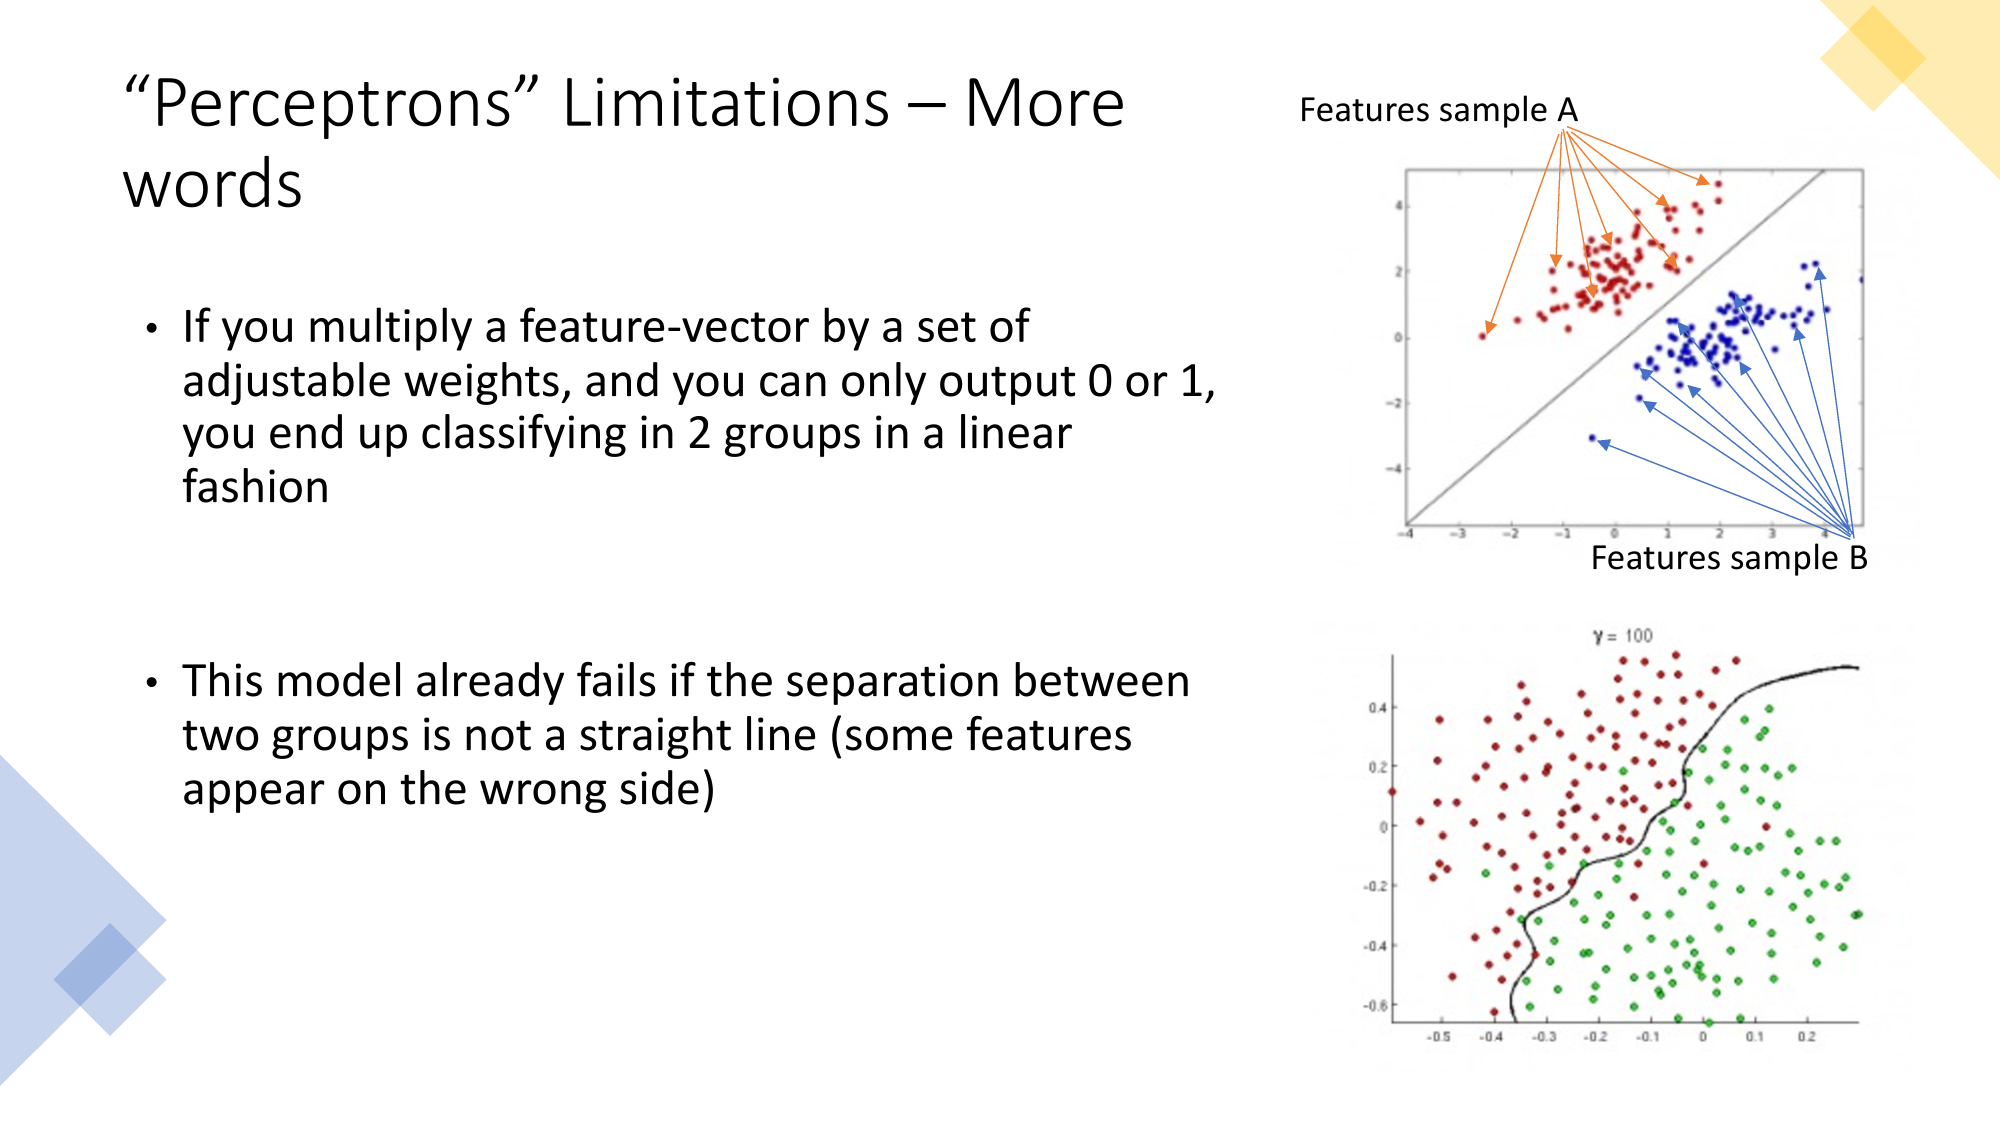 “Perceptrons” Limitations – More
words
• If you multiply a feature-vector by a set of
adjustable weights, and you can only output 0 or 1,
you end up classifying in 2 groups in a linear
fashion
• This model already fails if the separation between
two groups is not a straight line (some features
appear on the wrong side)
Features sample A
4
2
0
−2
−4
−4 −3 −2 −1 0 1 2 3 4
Features sample B
γ = 100
0.4
0.2
0
-0.2
-0.4
-0.6
-0.5 -0.4 -0.3 -0.2 -0.1 0 0.1 0.2